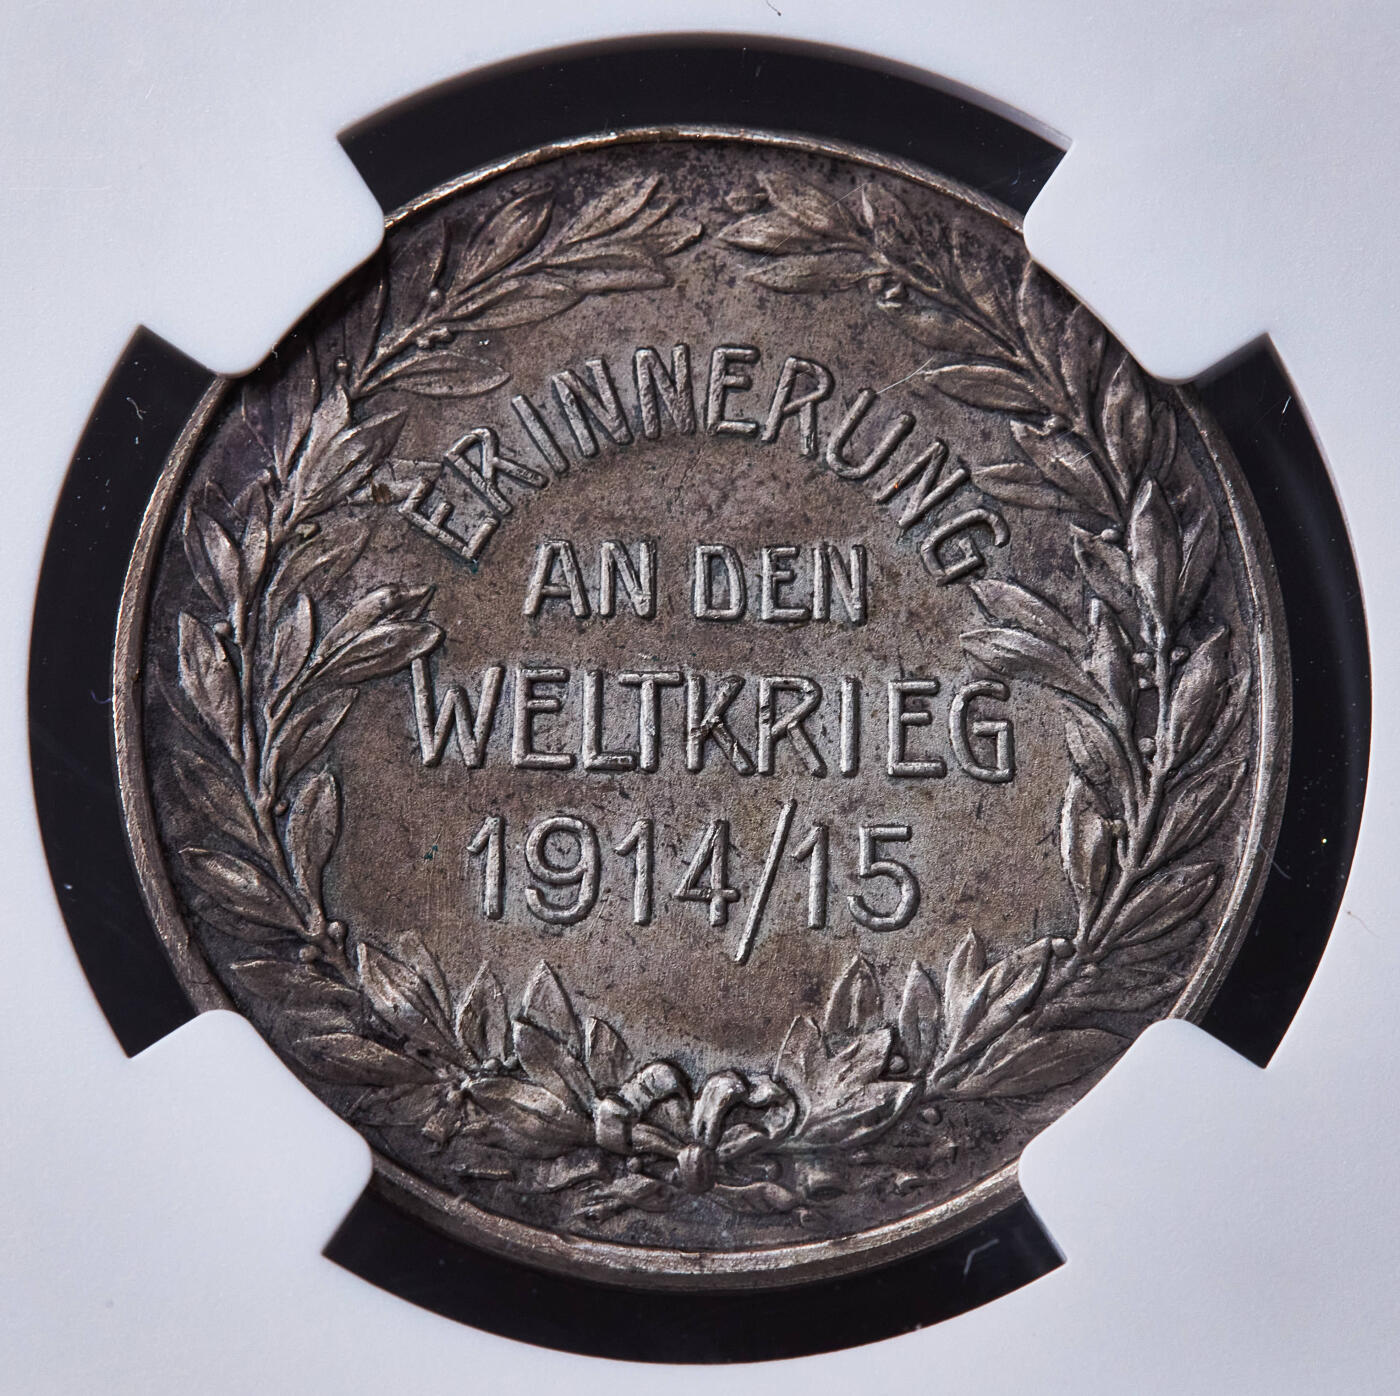 ERINNERUNG
AN DEN
WELTKRIEG
1914/15